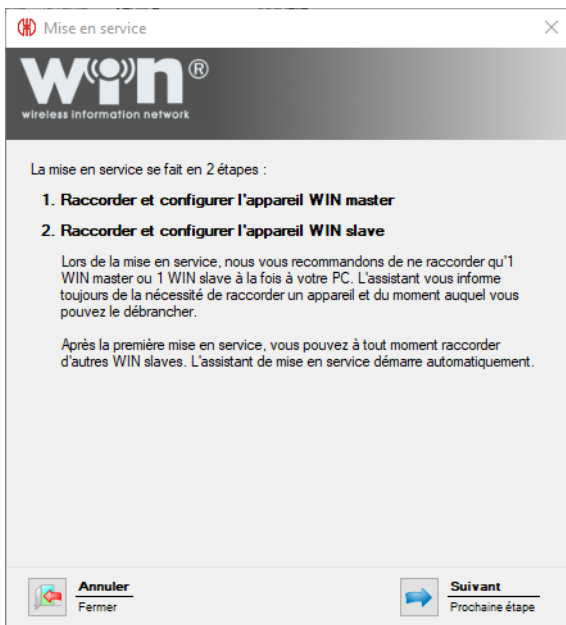 Mise en service
WIN®
wireless information network
La mise en service se fait en 2 étapes :
1. Raccorder et configurer l'appareil WIN master
2. Raccorder et configurer l'appareil WIN slave
Lors de la mise en service, nous vous recommandons de ne raccorder qu'1
WIN master ou 1 WIN slave à la fois à votre PC. L'assistant vous informe
toujours de la nécessité de raccorder un appareil et du moment auquel vous
pouvez le débrancher.
Après la première mise en service, vous pouvez à tout moment raccorder
d'autres WIN slaves. L'assistant de mise en service démarre automatiquement.
Annuler
Fermer
Suivant
Prochaine étape